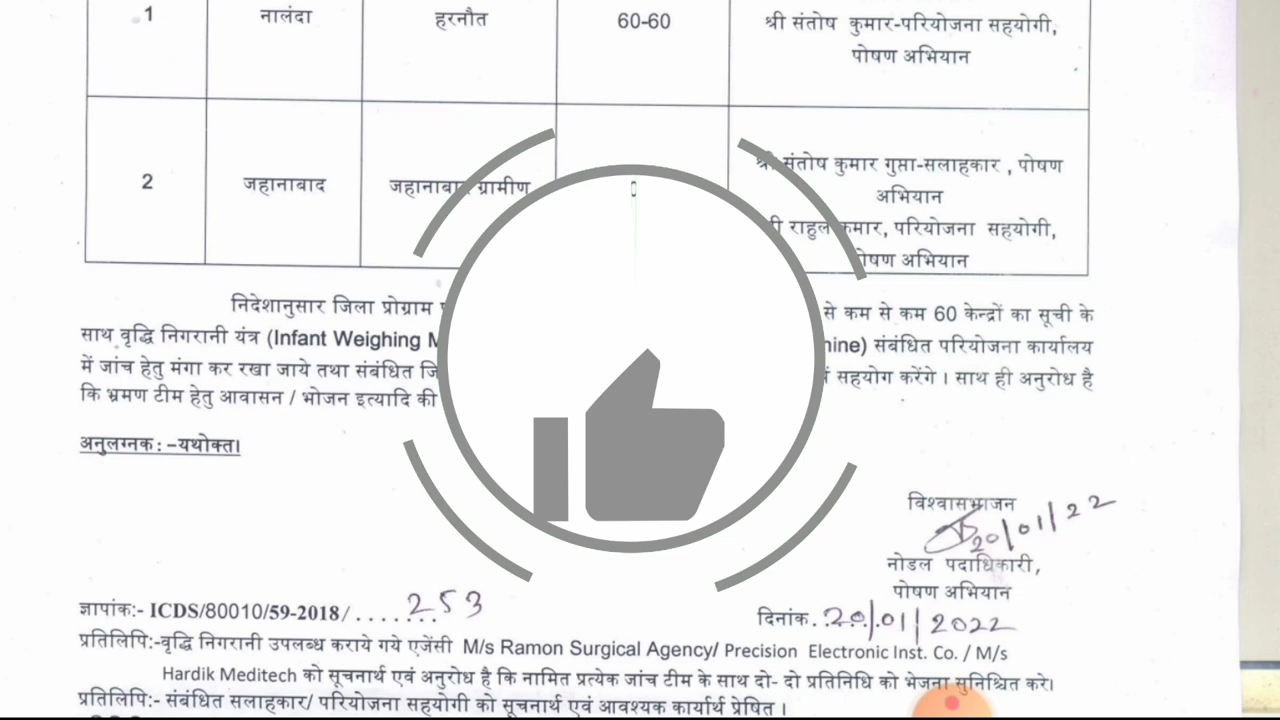 1 नालंदा हरनौत 60-60 श्री संतोष कुमार-परियोजना सहयोगी,
पोषण अभियान
2 जहानाबाद जहानाबाद ग्रामीण श्री संतोष कुमार गुप्ता-सलाहकार , पोषण
अभियान
राहुल कुमार, परियोजना सहयोगी,
पोषण अभियान
निदेशानुसार जिला प्रोग्राम से कम से कम 60 केन्द्रों का सूची के
साथ वृद्धि निगरानी यंत्र (Infant Weighing संबंधित परियोजना कार्यालय
में जांच हेतु मंगा कर रखा जाये तथा संबंधित सहयोग करेंगे । साथ ही अनुरोध है
कि भ्रमण टीम हेतु आवासन / भोजन इत्यादि की
अनुलग्नक:–यथोक्त।
विश्वासभाजन
20/01/22
नोडल पदाधिकारी,
पोषण अभियान
ज्ञापांक:- ICDS/80010/59-2018/ . . . . . . . 253 दिनांक. 20/01/2022
प्रतिलिपि:-वृद्धि निगरानी उपलब्ध कराये गये एजेंसी M/s Ramon Surgical Agency/ Precision Electronic Inst. Co. / M/s
Hardik Meditech को सूचनार्थ एवं अनुरोध है कि नामित प्रत्येक जांच टीम के साथ दो- दो प्रतिनिधि को भेजना सुनिश्चित करे।
प्रतिलिपि:- संबंधित सलाहकार/ परियोजना सहयोगी को सूचनार्थ एवं आवश्यक कार्यार्थ प्रेषित ।